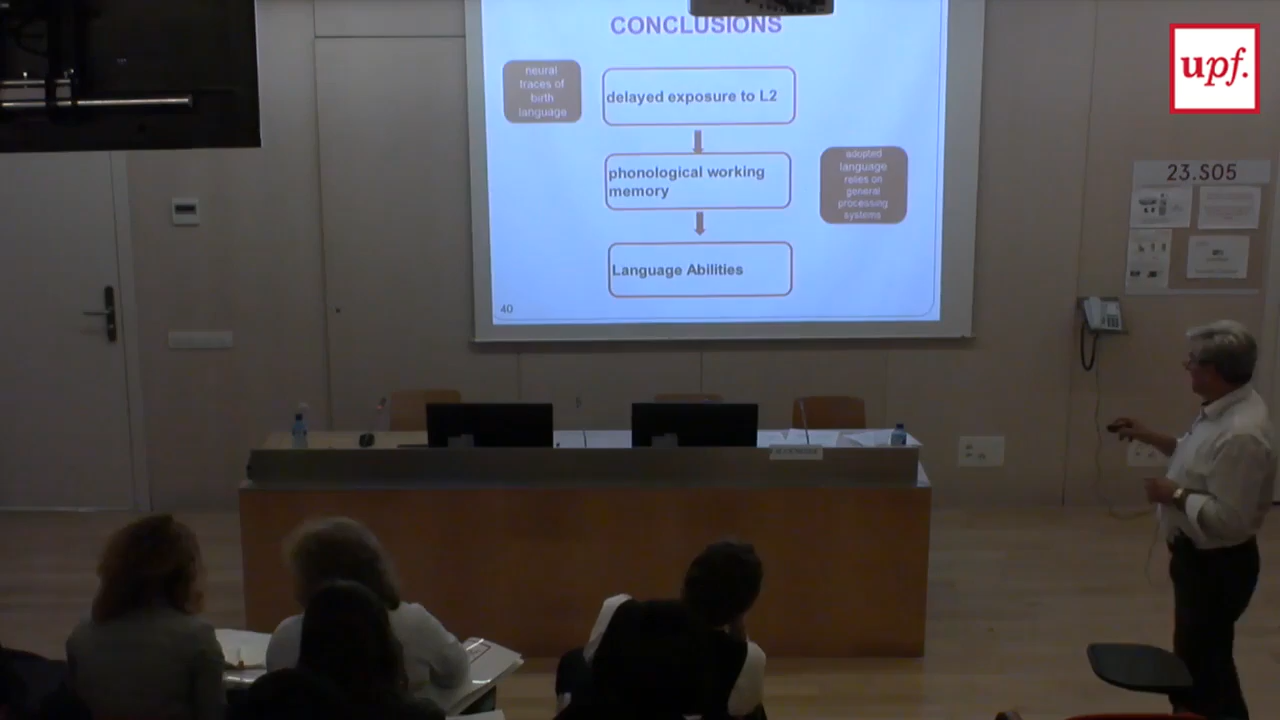 CONCLUSIONS
neural
traces of
birth
language
delayed exposure to L2
phonological working
memory
adopted
language
relies on
general
processing
systems
Language Abilities
40
upf.
23.S05